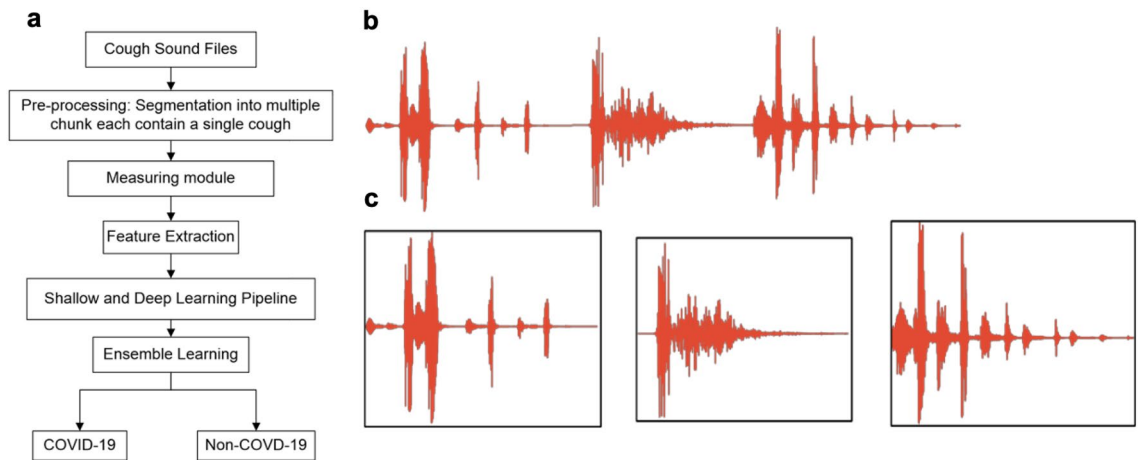 a
Cough Sound Files
Pre-processing: Segmentation into multiple
chunk each contain a single cough
Measuring module
Feature Extraction
Shallow and Deep Learning Pipeline
Ensemble Learning
COVID-19
Non-COVD-19
b
c